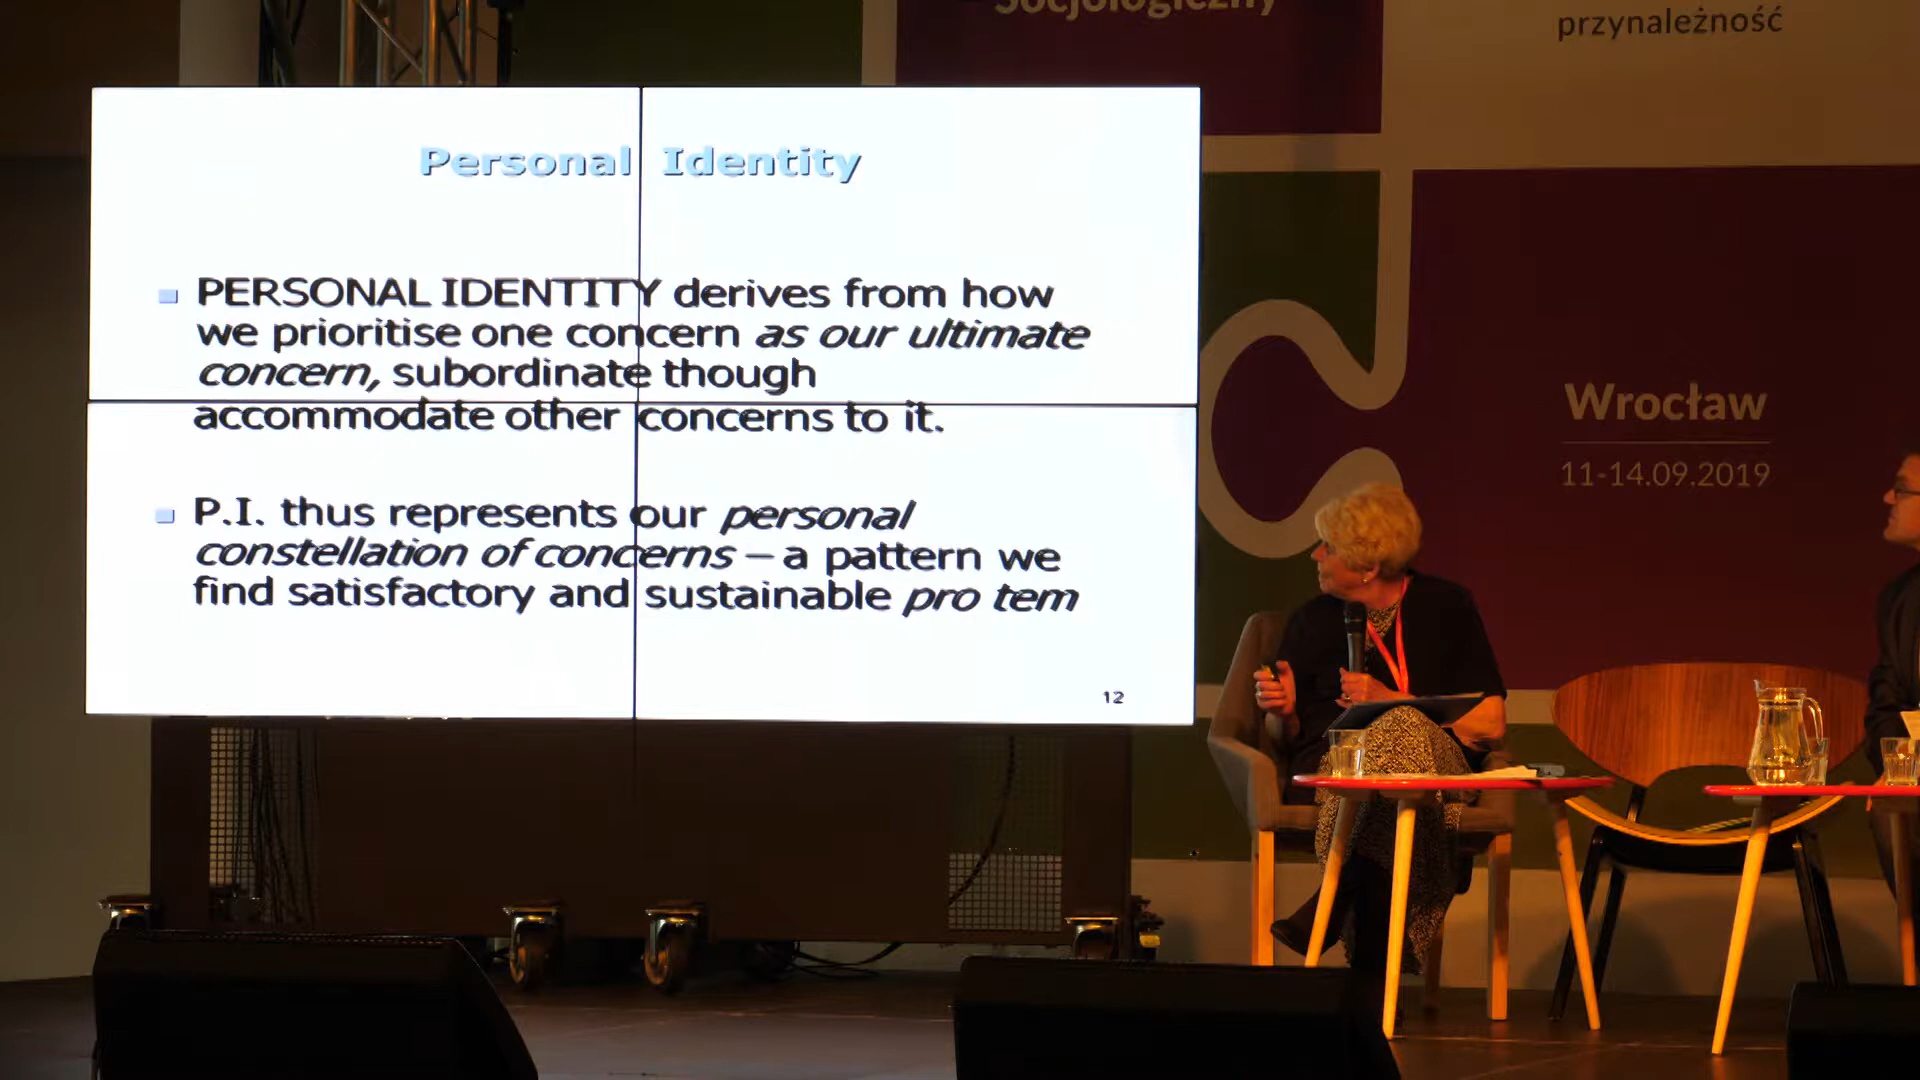 Socjologiczny
przynależność
Personal Identity
PERSONAL IDENTITY derives from how
we prioritise one concern as our ultimate
concern, subordinate though
accommodate other concerns to it.
P.I. thus represents our personal
constellation of concerns – a pattern we
find satisfactory and sustainable pro tem
12
Wrocław
11-14.09.2019